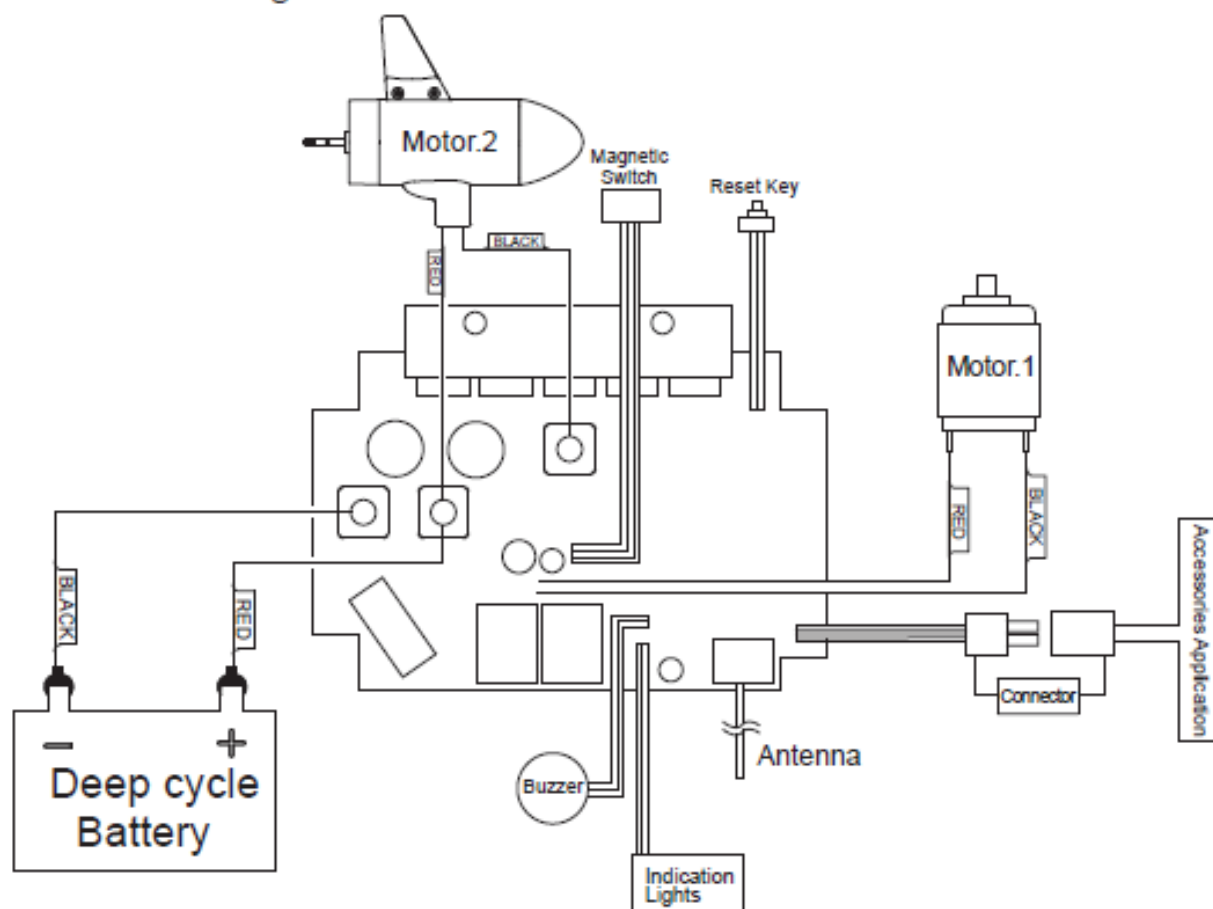 Motor.2
Magnetic
Switch
Reset Key
BLACK
RED
Motor.1
RED
BLACK
Accessories Application
BLACK
RED
Connector
Antenna
Buzzer
Deep cycle
Battery
Indication
Lights